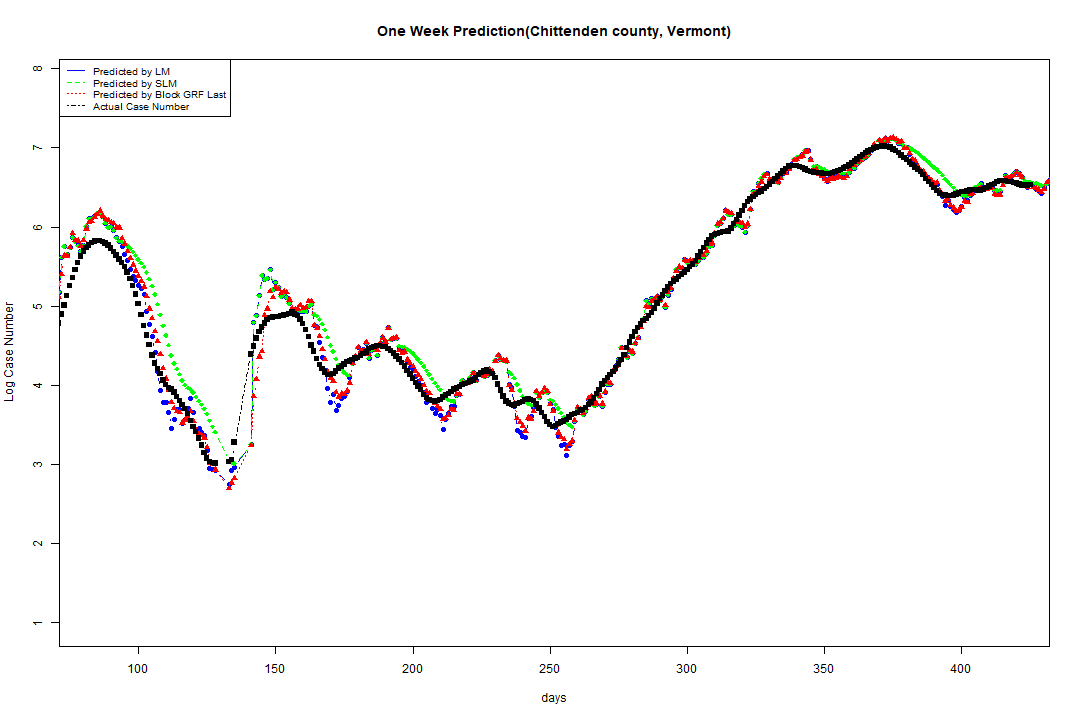 One Week Prediction(Chittenden county, Vermont)
Predicted by LM
Predicted by SLM
Predicted by Block GRF Last
Actual Case Number
Log Case Number
8
7
6
5
4
3
2
1
100 150 200 250 300 350 400
days